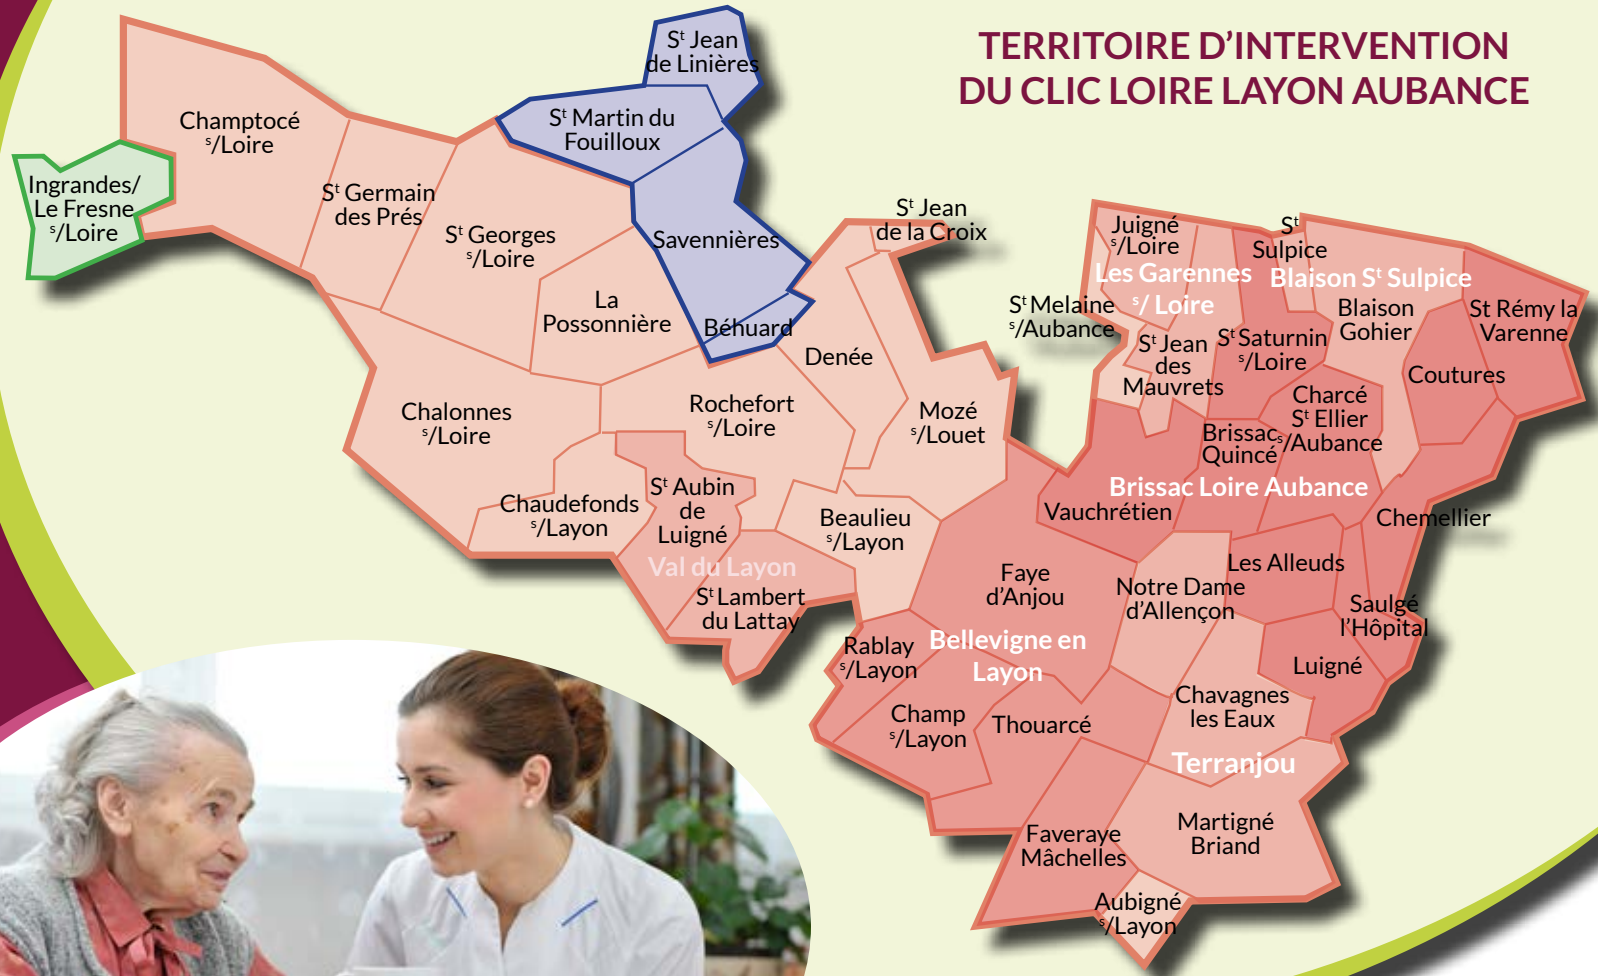 TERRITOIRE D’INTERVENTION
DU CLIC LOIRE LAYON AUBANCE
Sᵗ Jean
de Linières
Sᵗ Martin du
Fouilloux
Champtocé
ˢ/Loire
Ingrandes/
Le Fresne
ˢ/Loire
Sᵗ Germain
des Prés
Sᵗ Georges
ˢ/Loire
Savennières
La
Possonnière
Béhuard
Sᵗ Jean
de la Croix
Denée
Chalonnes
ˢ/Loire
Rochefort
ˢ/Loire
Mozé
ˢ/Louet
Chaudefonds
ˢ/Layon
Sᵗ Aubin
de
Luigné
Val du Layon
Sᵗ Lambert
du Lattay
Beaulieu
ˢ/Layon
Juigné
ˢ/Loire
Les Garennes
ˢ/ Loire
Sᵗ Melaine
ˢ/Aubance
Sᵗ Jean
des
Mauvrets
Sᵗ
Sulpice
Blaison Sᵗ Sulpice
Blaison
Gohier
St Rémy la
Varenne
Sᵗ Saturnin
ˢ/Loire
Coutures
Charcé
Sᵗ Ellier
ˢ/Aubance
Brissac
Quincé
Brissac Loire Aubance
Vauchrétien
Chemellier
Les Alleuds
Faye
d’Anjou
Notre Dame
d’Allençon
Saulgé
l’Hôpital
Luigné
Rablay
ˢ/Layon
Bellevigne en
Layon
Champ
ˢ/Layon
Thouarcé
Chavagnes
les Eaux
Terranjou
Martigné
Briand
Faveraye
Mâchelles
Aubigné
ˢ/Layon